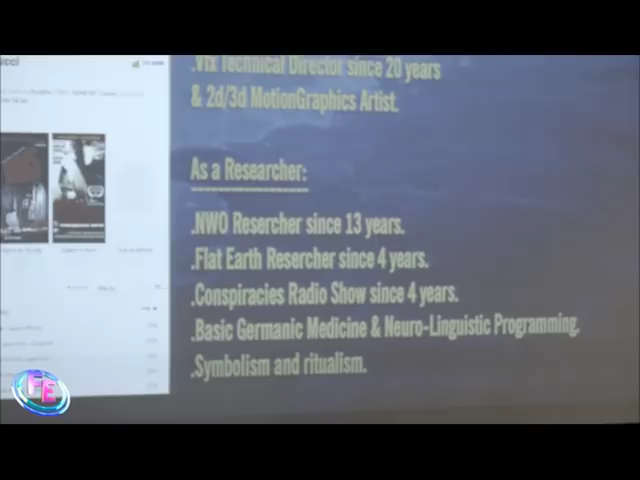 .Vfx Technical Director since 20 years
& 2d/3d MotionGraphics Artist.
As a Researcher:
.NWO Resercher since 13 years.
.Flat Earth Resercher since 4 years.
.Conspiracies Radio Show since 4 years.
.Basic Germanic Medicine & Neuro-Linguistic Programming.
.Symbolism and ritualism.
FE